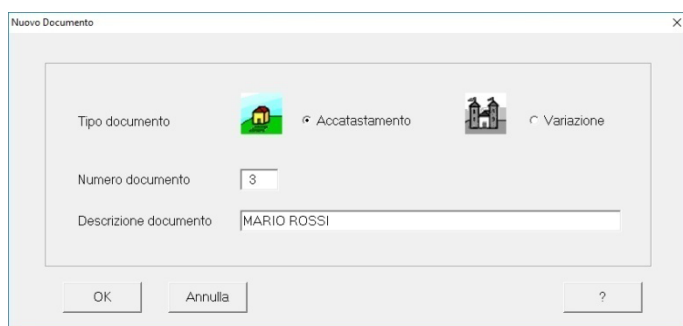 Nuovo Documento
Tipo documento Accatastamento Variazione
Numero documento 3
Descrizione documento MARIO ROSSI
OK Annulla ?